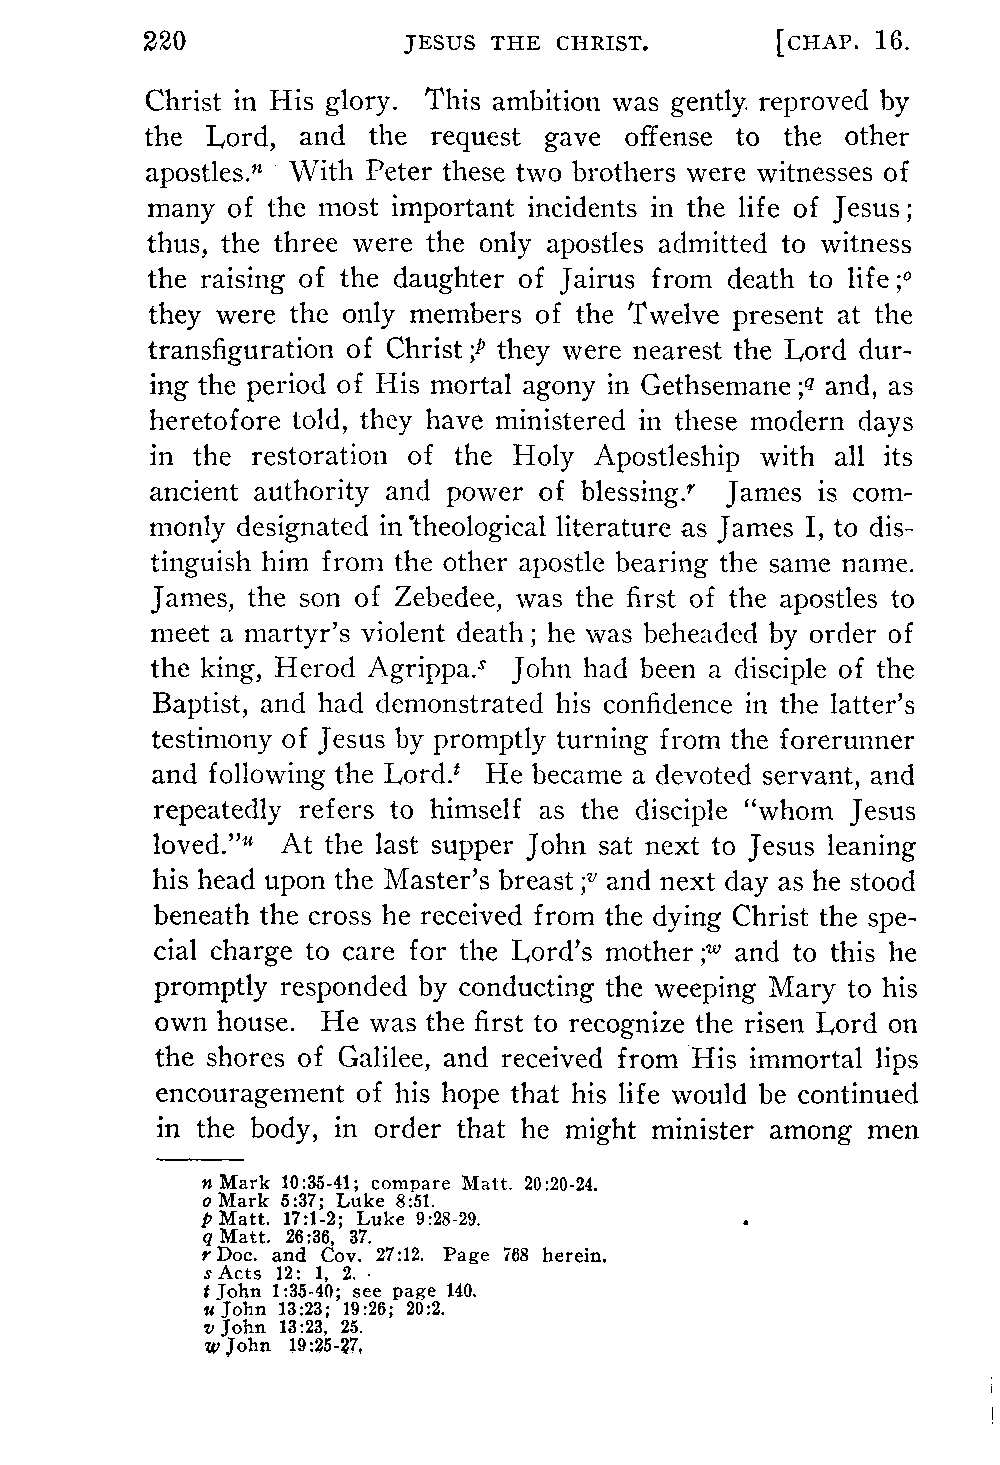 220 JESUS THE CHRIST. [CHAP. 16.
Christ in His glory. This ambition was gently reproved by
the Lord, and the request gave offense to the other
apostles.n With Peter these two brothers were witnesses of
many of the most important incidents in the life of Jesus;
thus, the three were the only apostles admitted to witness
the raising of the daughter of Jairus from death to life;o
they were the only members of the Twelve present at the
transfiguration of Christ;p they were nearest the Lord dur-
ing the period of His mortal agony in Gethsemane;q and, as
heretofore told, they have ministered in these modern days
in the restoration of the Holy Apostleship with all its
ancient authority and power of blessing.r James is com-
monly designated in theological literature as James I, to dis-
tinguish him from the other apostle bearing the same name.
James, the son of Zebedee, was the first of the apostles to
meet a martyr's violent death; he was beheaded by order of
the king, Herod Agrippa.s John had been a disciple of the
Baptist, and had demonstrated his confidence in the latter's
testimony of Jesus by promptly turning from the forerunner
and following the Lord.t He became a devoted servant, and
repeatedly refers to himself as the disciple "whom Jesus
loved."u At the last supper John sat next to Jesus leaning
his head upon the Master's breast;v and next day as he stood
beneath the cross he received from the dying Christ the spe-
cial charge to care for the Lord's mother;w and to this he
promptly responded by conducting the weeping Mary to his
own house. He was the first to recognize the risen Lord on
the shores of Galilee, and received from His immortal lips
encouragement of his hope that his life would be continued
in the body, in order that he might minister among men
n Mark 10:35-41; compare Matt. 20:20-24.
o Mark 5:37; Luke 8:51.
p Matt. 17:1-2; Luke 9:28-29.
q Matt. 26:36, 37.
r Doc. and Cov. 27:12. Page 768 herein.
s Acts 12: 1, 2.
t John 1:35-40; see page 140.
u John 13:23; 19:26; 20:2.
v John 13:23, 25.
w John 19:25-27.